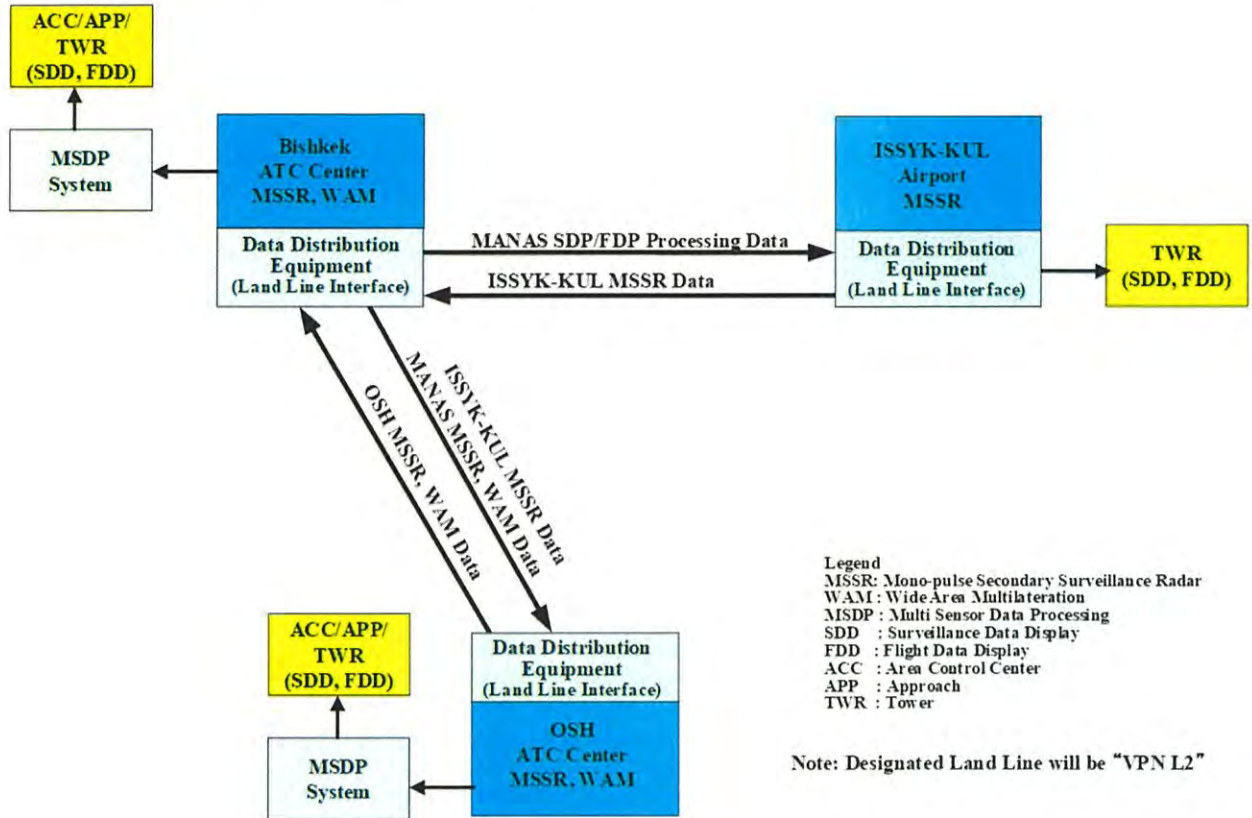 ACC/APP/
TWR
(SDD, FDD)
MSDP
System
Bishkek
ATC Center
MSSR, WAM
Data Distribution
Equipment
(Land Line Interface)
MANAS SDP/FDP Processing Data
ISSYK-KUL MSSR Data
ISSYK-KUL
Airport
MSSR
Data Distribution
Equipment
(Land Line Interface)
TWR
(SDD, FDD)
OSH MSSR, WAM Data
MANAS MSSR, WAM Data
ISSYK-KUL MSSR Data
ACC/APP/
TWR
(SDD, FDD)
MSDP
System
Data Distribution
Equipment
(Land Line Interface)
OSH
ATC Center
MSSR, WAM
Legend
MSSR: Mono-pulse Secondary Surveillance Radar
WAM : Wide Area Multilateration
MSDP : Multi Sensor Data Processing
SDD : Surveillance Data Display
FDD : Flight Data Display
ACC : Area Control Center
APP : Approach
TWR : Tower
Note: Designated Land Line will be “VPN L2”